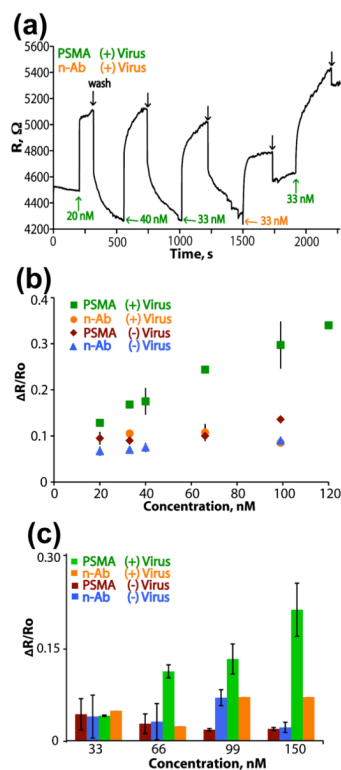 (a)
5600
5400
5200
5000
4800
4600
4400
4200
R, Ω
PSMA (+) Virus
n-Ab (+) Virus
wash
20 nM
40 nM
33 nM
33 nM
33 nM
0 500 1000 1500 2000
Time, s
(b)
0.4
0.3
0.2
0.1
0
ΔR/Ro
PSMA (+) Virus
n-Ab (+) Virus
PSMA (-) Virus
n-Ab (-) Virus
0 20 40 60 80 100 120
Concentration, nM
(c)
0.30
0.15
0
ΔR/Ro
PSMA (+) Virus
n-Ab (+) Virus
PSMA (-) Virus
n-Ab (-) Virus
33 66 99 150
Concentration, nM